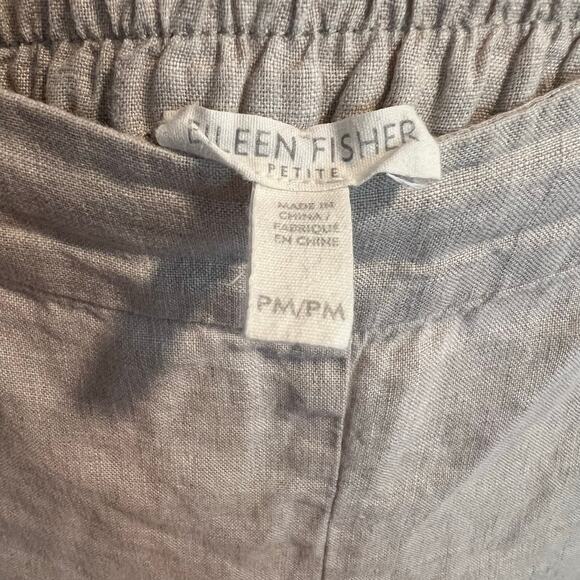 EILEEN FISHER
PETITE
MADE IN
CHINA/
FABRIQUÉ
EN CHINE
PM/PM